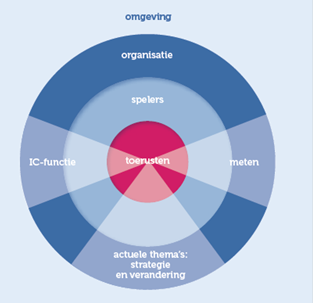 omgeving
organisatie
spelers
IC-functie
toerusten
meten
actuele thema's:
strategie
en verandering